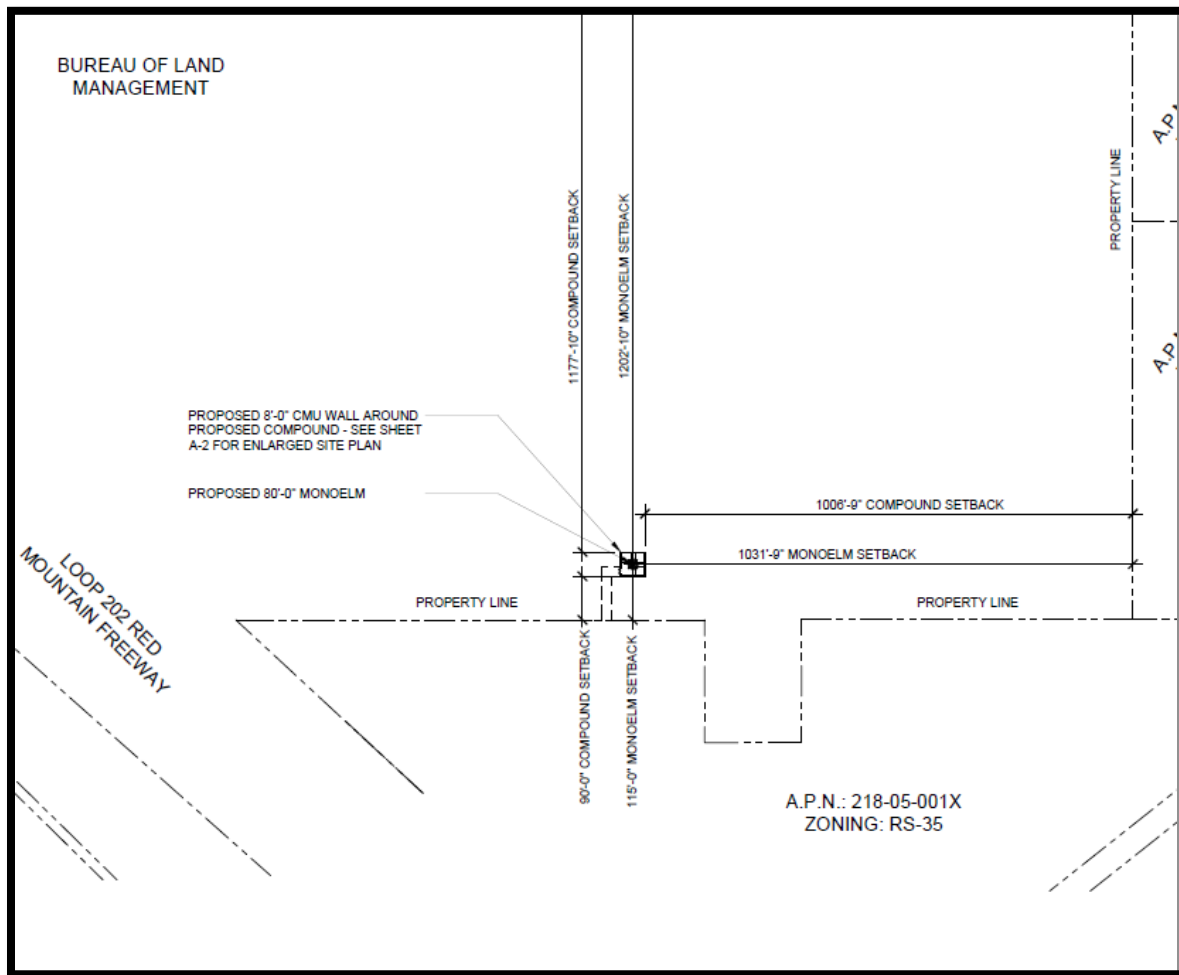 BUREAU OF LAND
MANAGEMENT
A.P.
PROPERTY LINE
1177'-10" COMPOUND SETBACK
1202'-10" MONOELM SETBACK
A.P.
PROPOSED 8'-0" CMU WALL AROUND
PROPOSED COMPOUND - SEE SHEET
A-2 FOR ENLARGED SITE PLAN
PROPOSED 80'-0" MONOELM
1006'-9" COMPOUND SETBACK
1031'-9" MONOELM SETBACK
LOOP 202 RED
MOUNTAIN FREEWAY
PROPERTY LINE
PROPERTY LINE
90'-0" COMPOUND SETBACK
115'-0" MONOELM SETBACK
A.P.N.: 218-05-001X
ZONING: RS-35